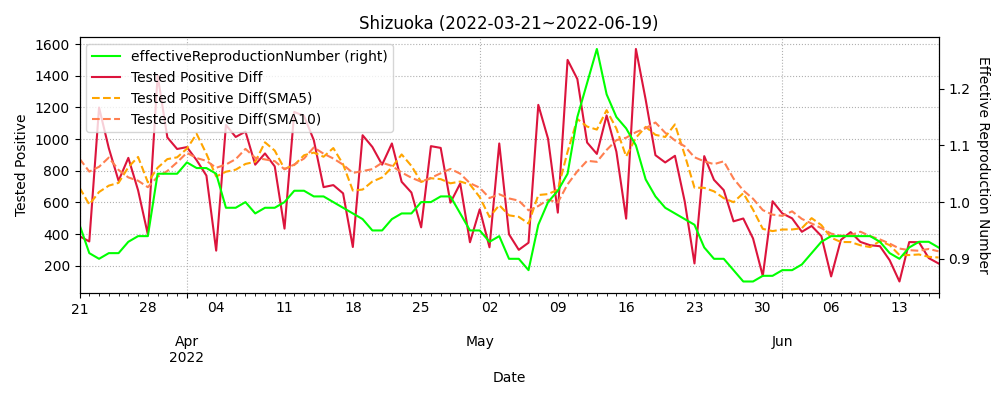 Shizuoka (2022-03-21~2022-06-19)
effectiveReproductionNumber (right)
Tested Positive Diff
Tested Positive Diff(SMA5)
Tested Positive Diff(SMA10)
Tested Positive
1600
1400
1200
1000
800
600
400
200
1.2
1.1
1.0
0.9
Effective Reproduction Number
21 28 04 11 18 25 02 09 16 23 30 06 13
Apr May Jun
2022
Date